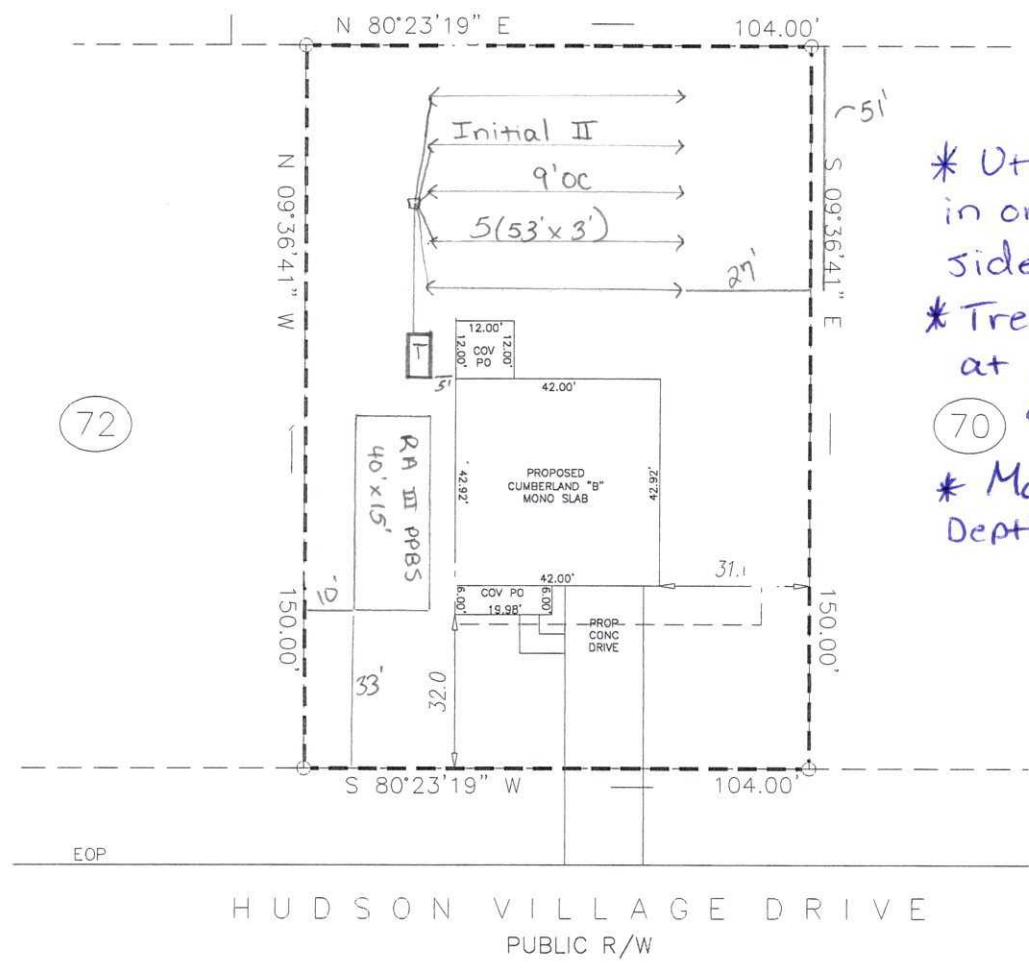 N 80°23'19" E
104.00'
~51'
Initial II
9'OC
5(53'x3')
27'
N 09°36'41" W
S 09°36'41" E
* Ut
in or
side
* Tre
at
* Ma
Dept
T
5'
12.00'
12.00'
COV
PO
12.00'
42.00'
72
70
RA III PPBS
40'x15'
42.92'
PROPOSED
CUMBERLAND "B"
MONO SLAB
42.92'
42.00'
31.
10'
6.00'
COV PO
19.98'
6.00'
PROP
CONC
DRIVE
150.00'
150.00'
33'
32.0
S 80°23'19" W
104.00'
EOP
HUDSON VILLAGE DRIVE
PUBLIC R/W